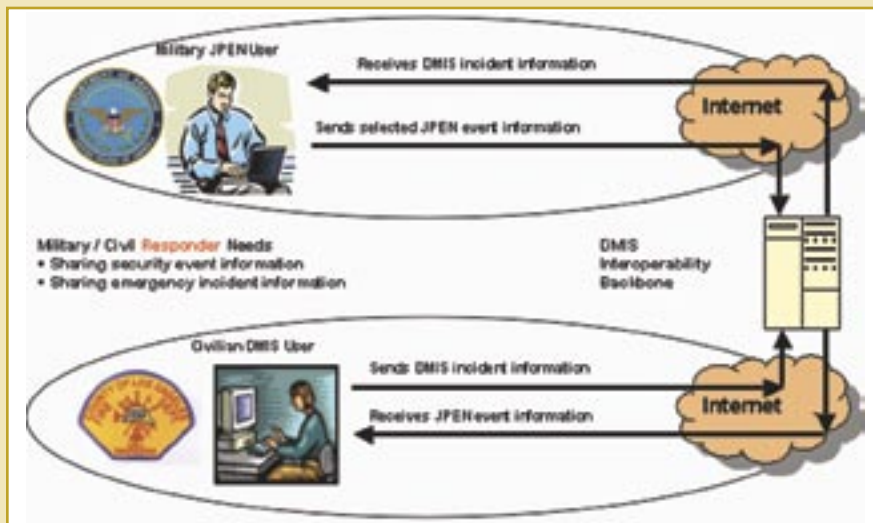 Military JPEN User
Receives DMIS incident information
Internet
Sends selected JPEN event information
Military / Civil Responder Needs
• Sharing security event information
• Sharing emergency incident information
DMIS
Interoperability
Backbone
Civilian DMIS User
Sends DMIS incident information
Internet
Receives JPEN event information